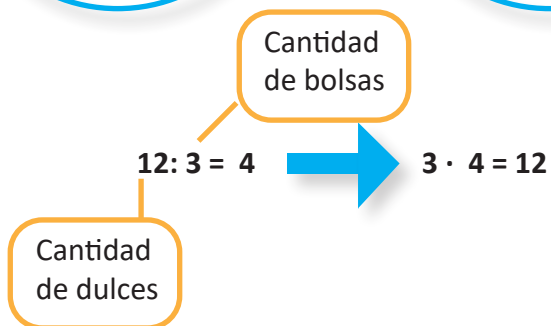 Cantidad
de bolsas
12: 3 = 4
3 · 4 = 12
Cantidad
de dulces